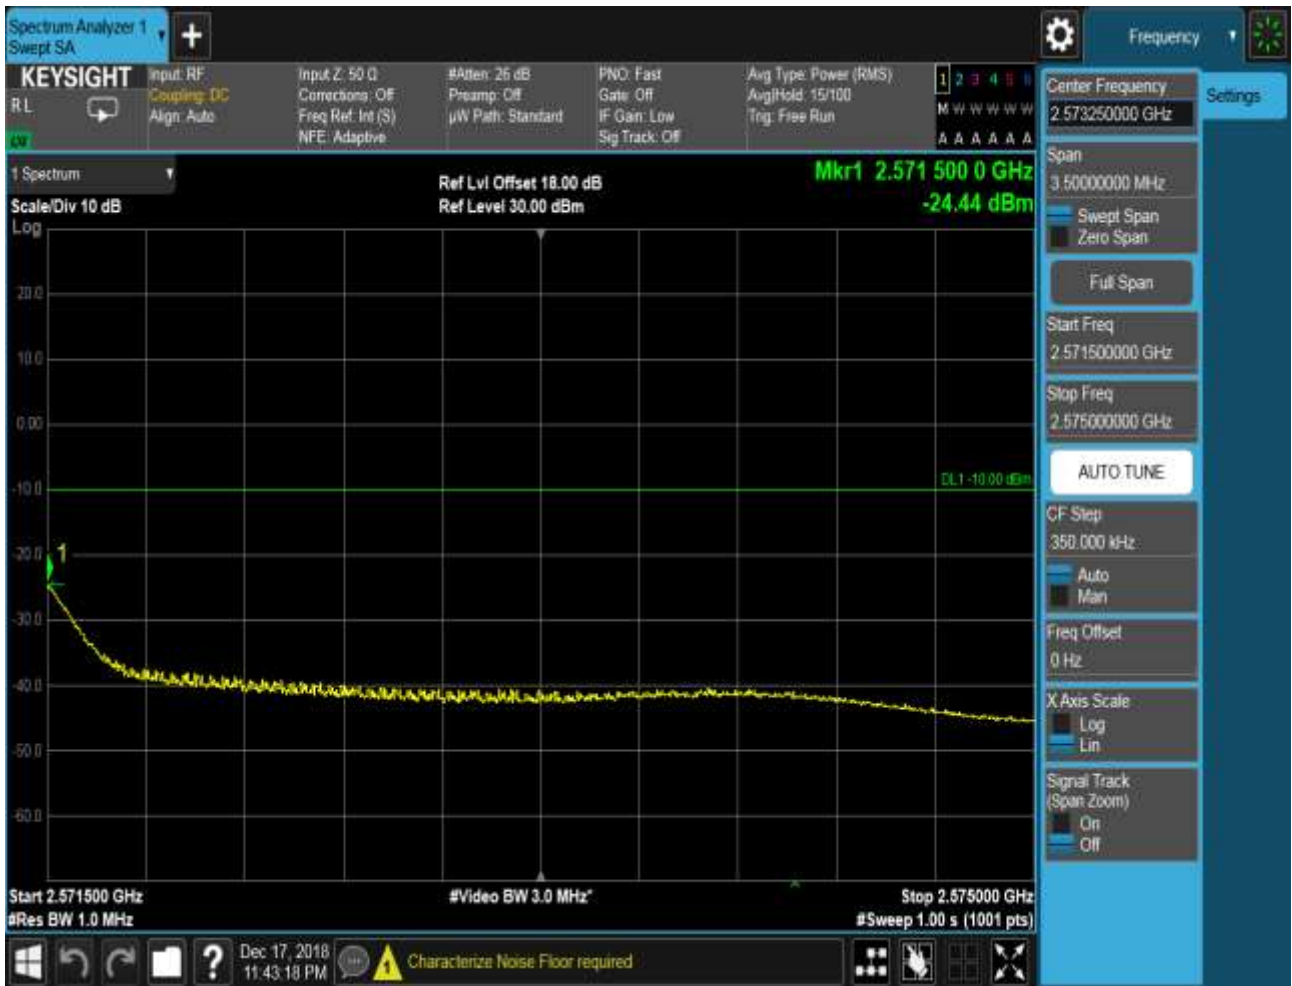 Spectrum Analyzer 1
Swept SA
Frequency
KEYSIGHT
R L
Input: RF
Coupling: DC
Align: Auto
Input Z: 50 Ω
Corrections: Off
Freq Ref: Int (S)
NFE: Adaptive
#Atten: 26 dB
Preamp: Off
µW Path: Standard
PNO: Fast
Gate: Off
IF Gain: Low
Sig Track: Off
Avg Type: Power (RMS)
Avg|Hold: 15/100
Trig: Free Run
1 2 3 4 5 6
M W W W W W
A A A A A A
1 Spectrum
Scale/Div 10 dB
Log
Ref Lvl Offset 18.00 dB
Ref Level 30.00 dBm
Mkr1 2.571 500 0 GHz
-24.44 dBm
20.0
10.0
0.00
-10.0
-20.0
-30.0
-40.0
-50.0
-60.0
DL1 -10.00 dBm
1
Start 2.571500 GHz
#Res BW 1.0 MHz
#Video BW 3.0 MHz*
Stop 2.575000 GHz
#Sweep 1.00 s (1001 pts)
Center Frequency
2.573250000 GHz
Settings
Span
3.50000000 MHz
Swept Span
Zero Span
Full Span
Start Freq
2.571500000 GHz
Stop Freq
2.575000000 GHz
AUTO TUNE
CF Step
350.000 kHz
Auto
Man
Freq Offset
0 Hz
X Axis Scale
Log
Lin
Signal Track
(Span Zoom)
On
Off
?
Dec 17, 2018
11:43:18 PM
1
Characterize Noise Floor required